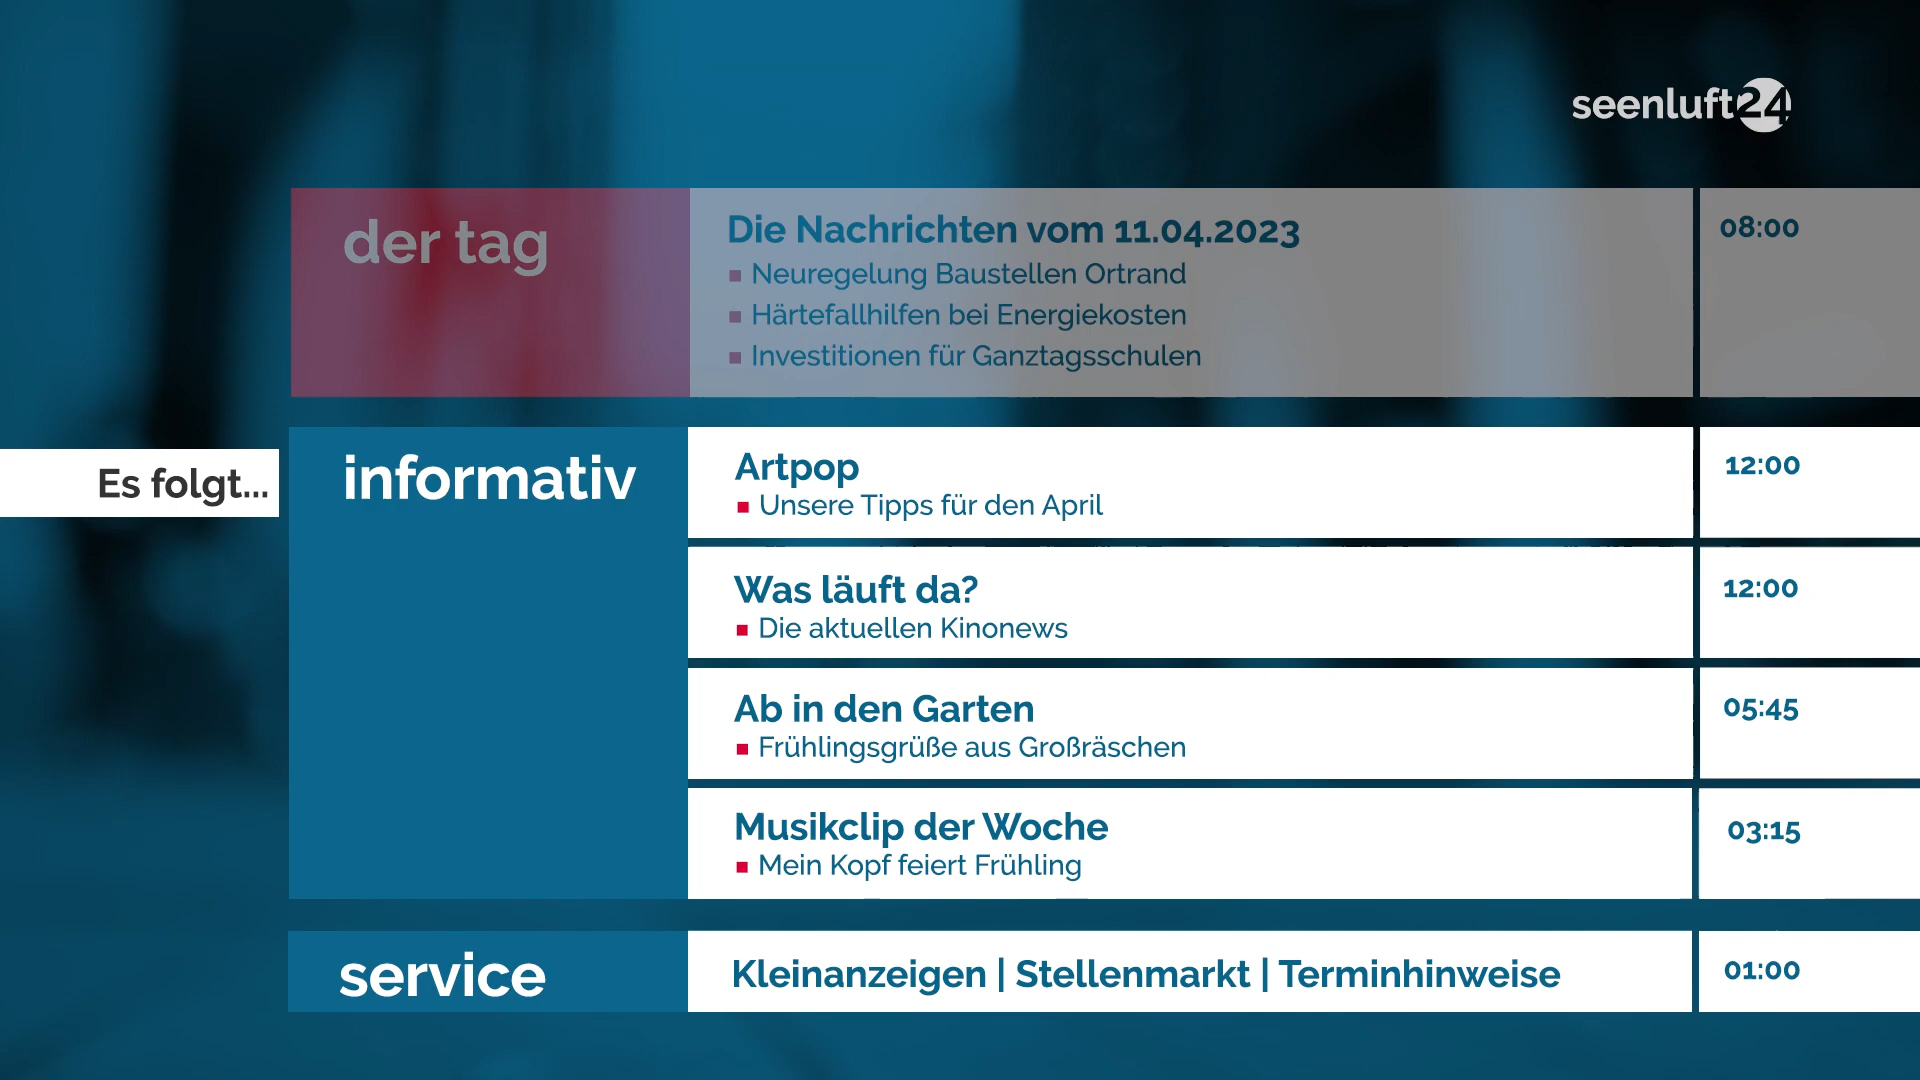 seenluft24
der tag
Die Nachrichten vom 11.04.2023
08:00
Neuregelung Baustellen Ortrand
Härtefallhilfen bei Energiekosten
Investitionen für Ganztagsschulen
Es folgt...
informativ
Artpop
12:00
Unsere Tipps für den April
Was läuft da?
12:00
Die aktuellen Kinonews
Ab in den Garten
05:45
Frühlingsgrüße aus Großräschen
Musikclip der Woche
03:15
Mein Kopf feiert Frühling
service
Kleinanzeigen | Stellenmarkt | Terminhinweise
01:00